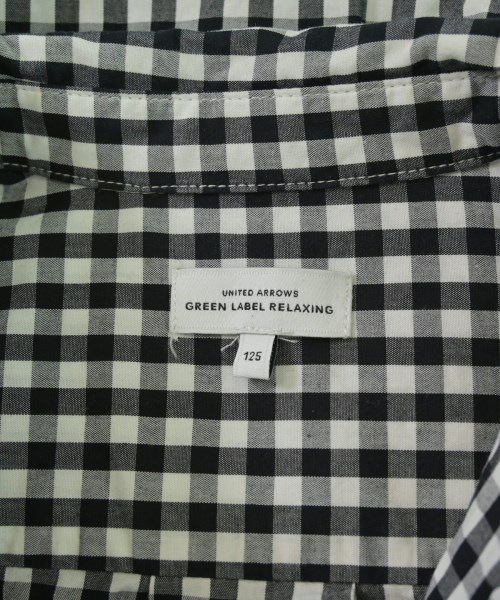 UNITED ARROWS
GREEN LABEL RELAXING
125